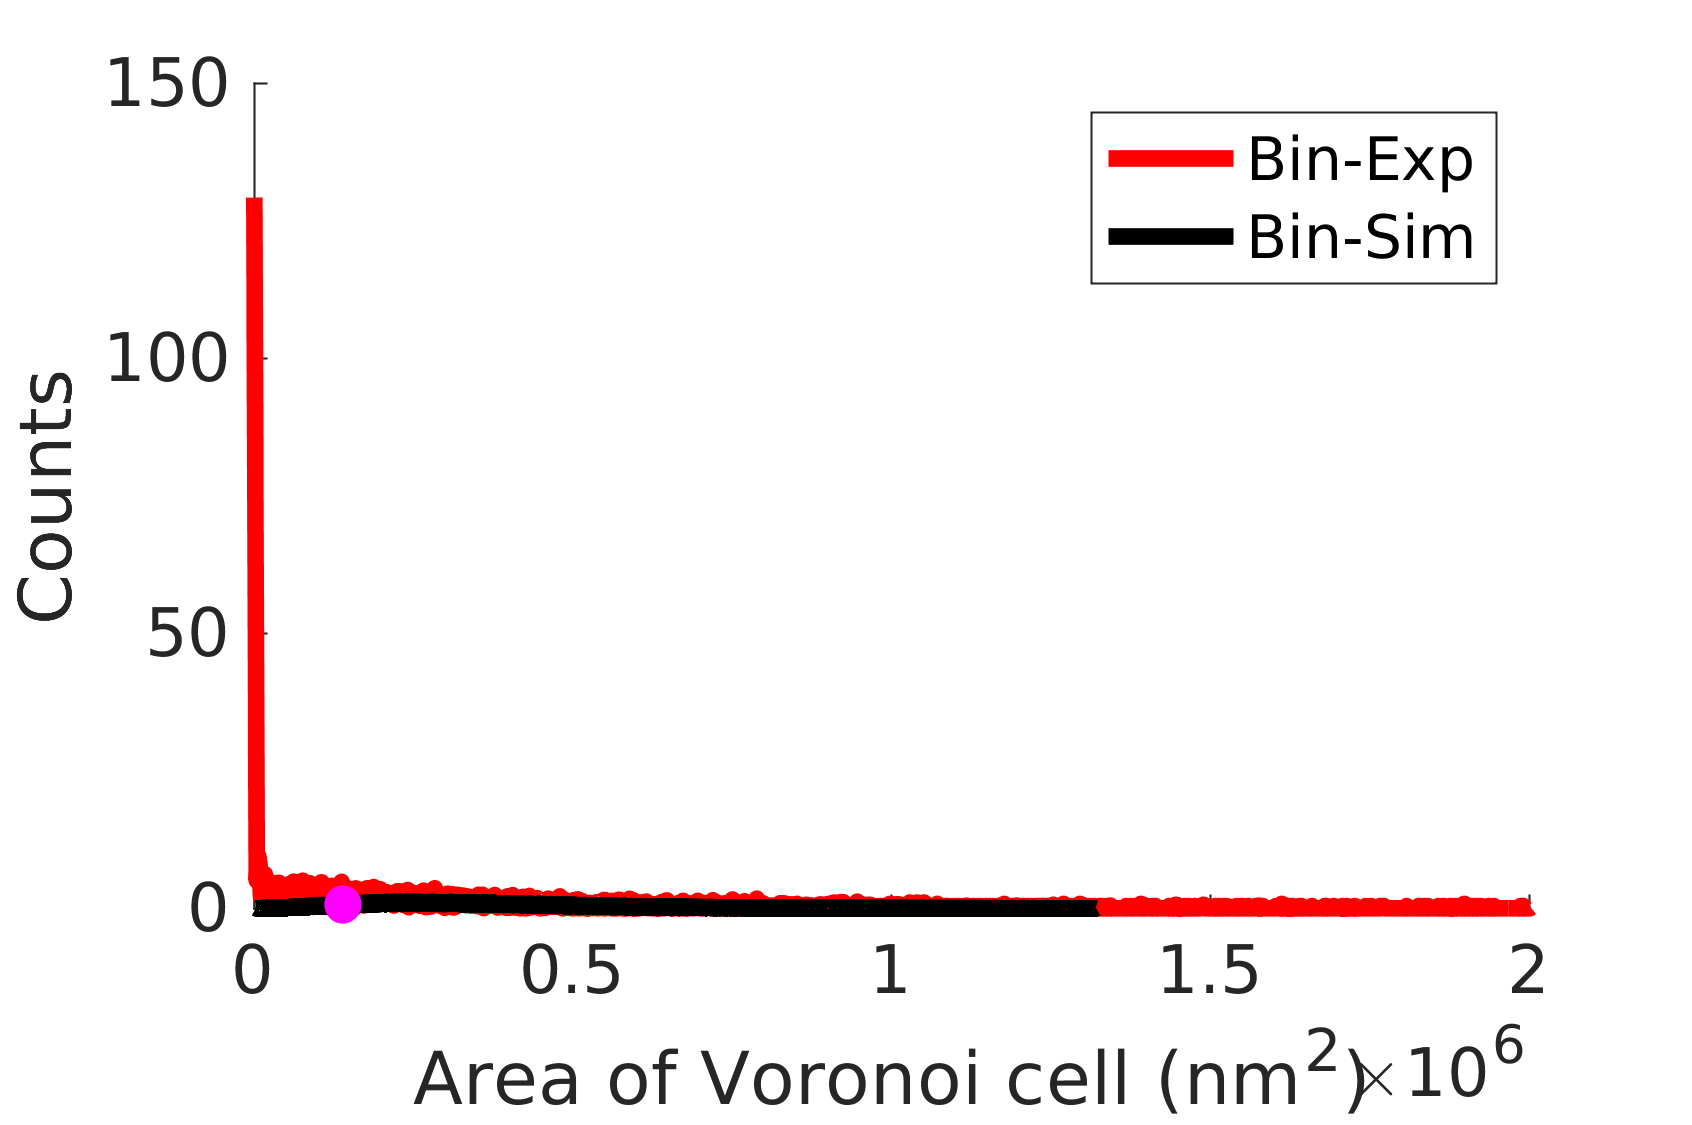 150
100
50
0
Counts
Bin-Exp
Bin-Sim
0 0.5 1 1.5 2
Area of Voronoi cell (nm²) ×10⁶